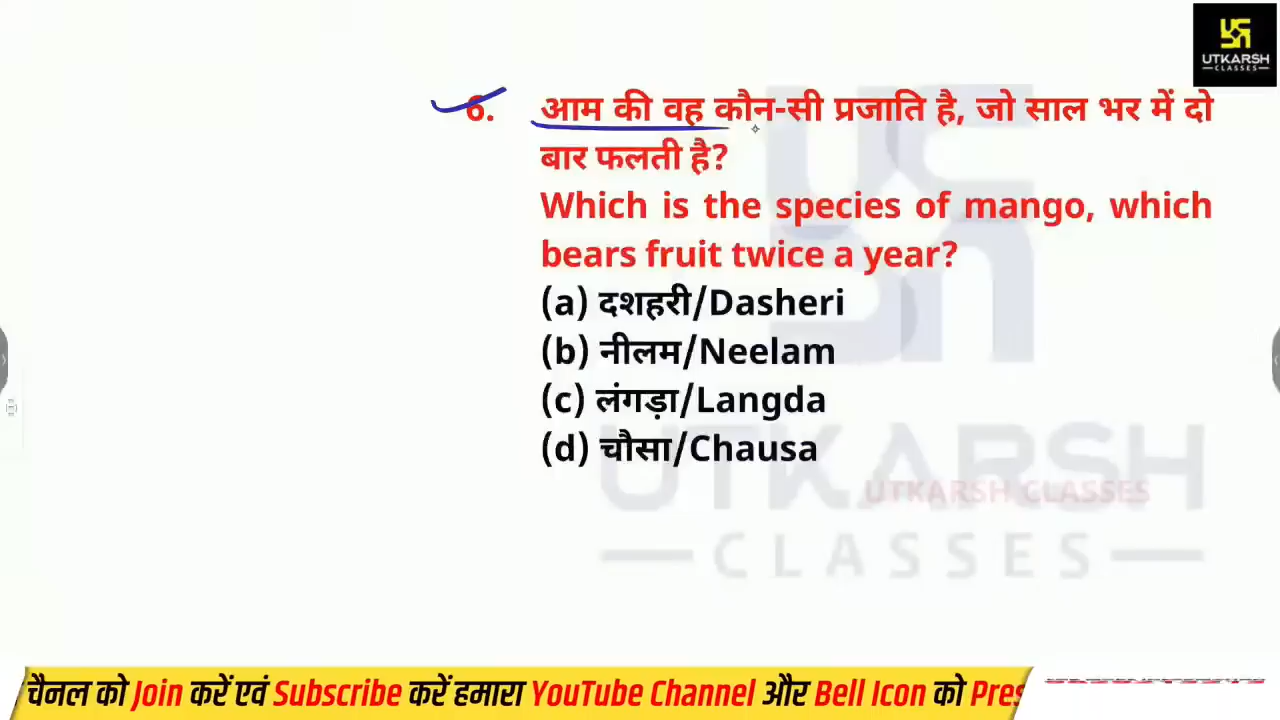 UTKARSH
CLASSES
6. आम की वह कौन-सी प्रजाति है, जो साल भर में दो
बार फलती है?
Which is the species of mango, which
bears fruit twice a year?
(a) दशहरी/Dasheri
(b) नीलम/Neelam
(c) लंगड़ा/Langda
(d) चौसा/Chausa
UTKARSH
UTKARSH CLASSES
CLASSES
चैनल को Join करें एवं Subscribe करें हमारा YouTube Channel और Bell Icon को Pres